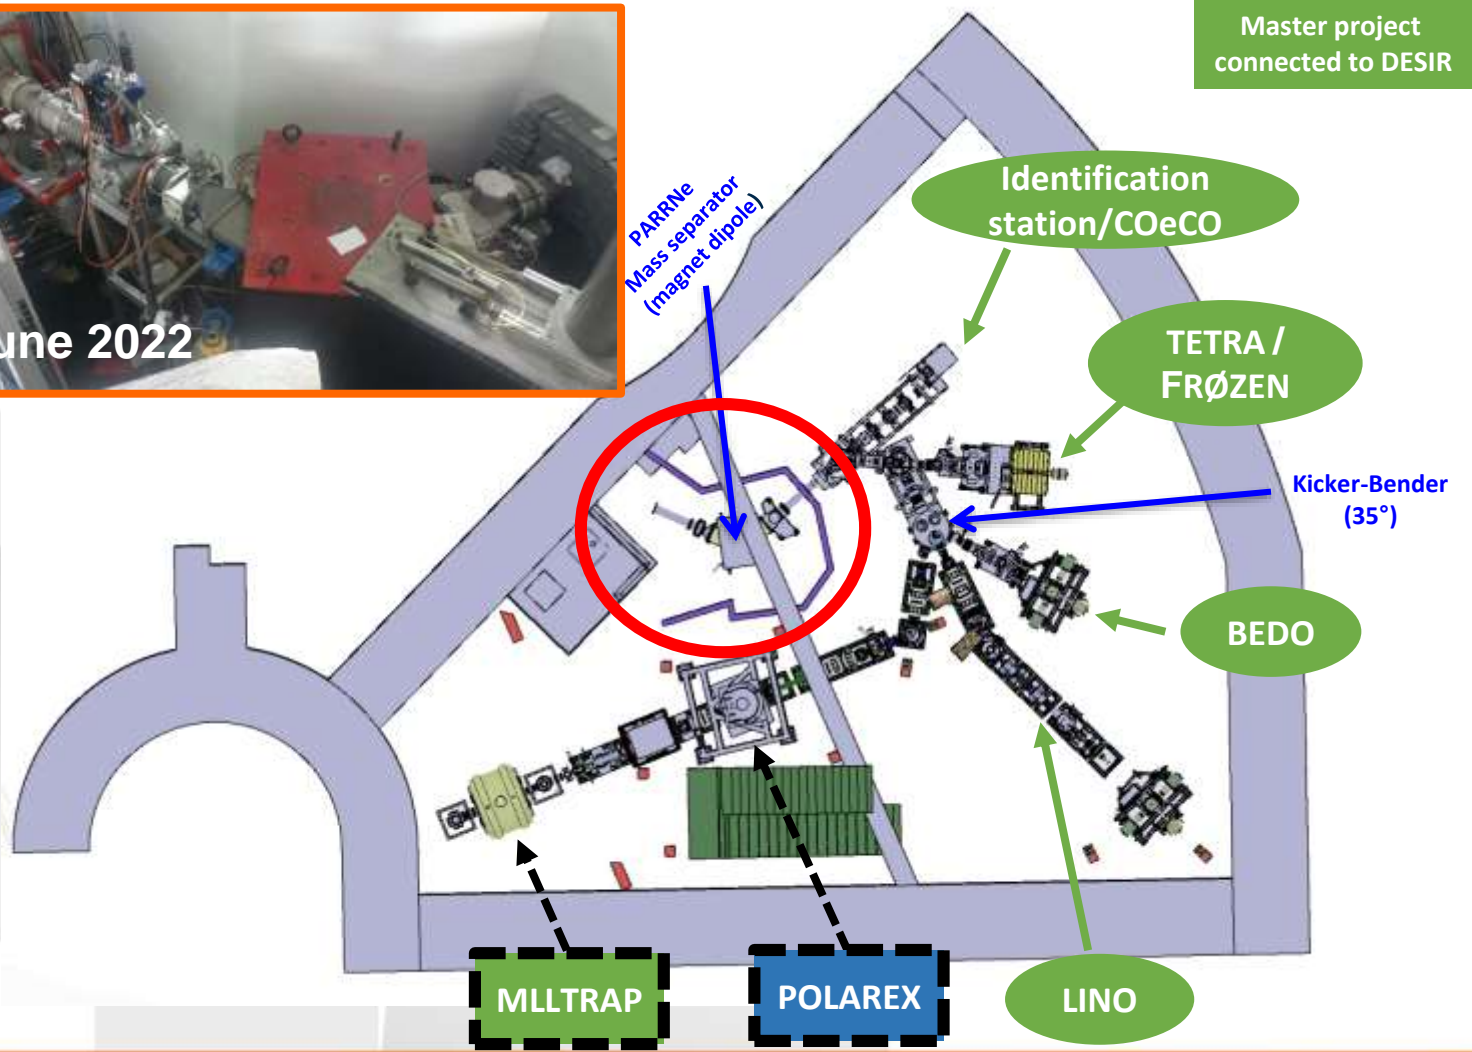 Master project
connected to DESIR
Identification
station/COeCO
PARRNe
Mass separator
(magnet dipole)
2022
TETRA /
FRØZEN
Kicker-Bender
(35°)
BEDO
MLLTRAP
POLAREX
LINO